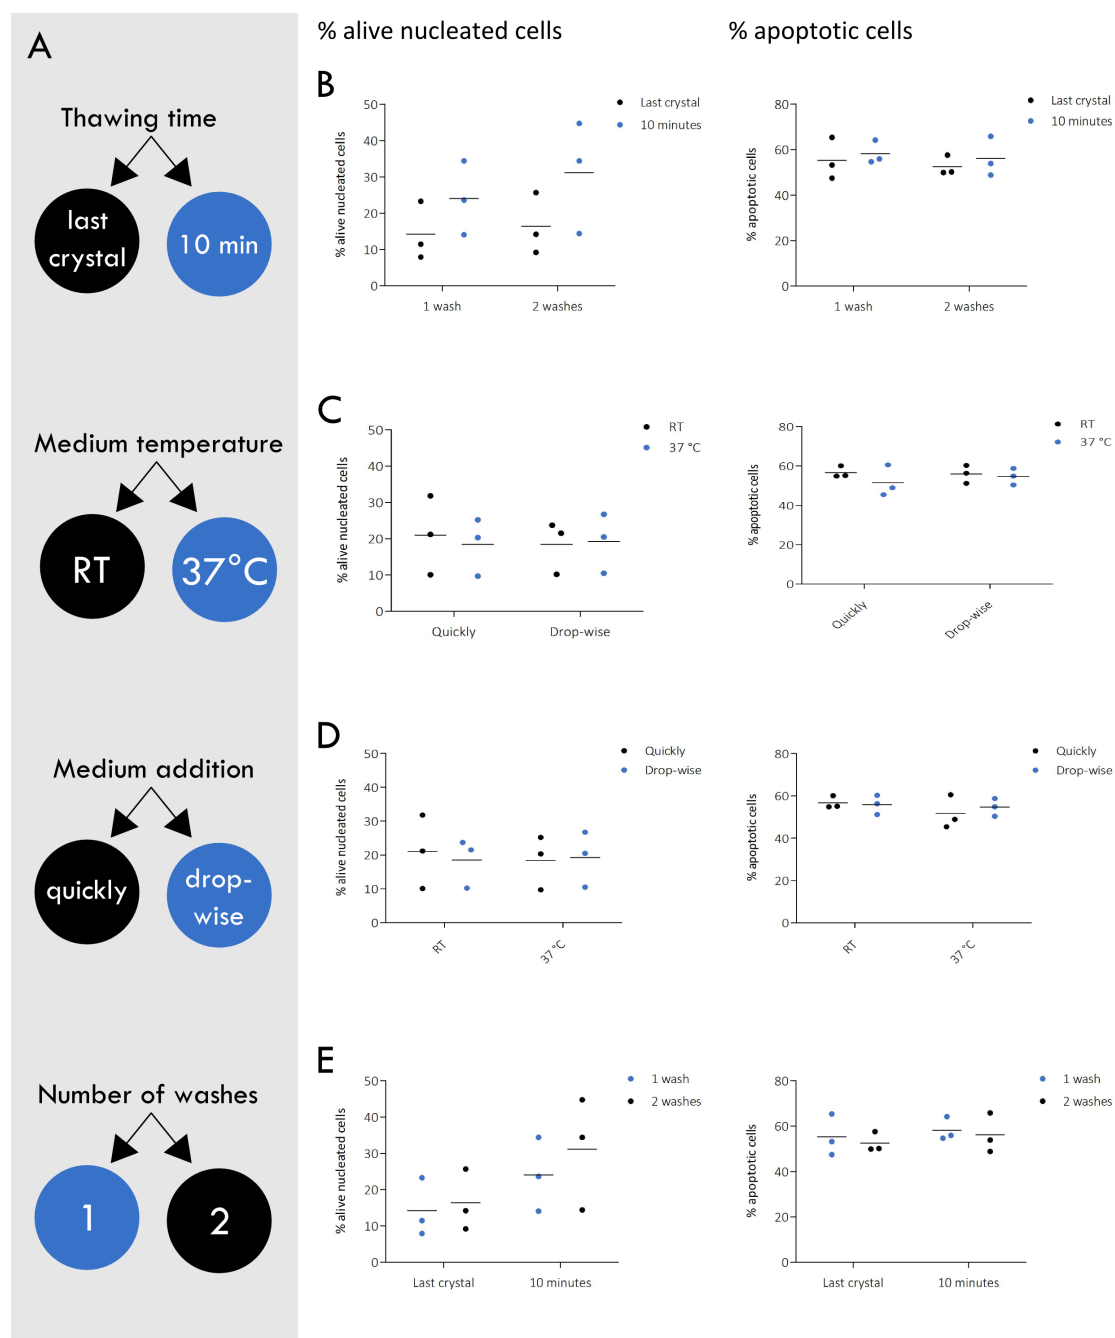 A
Thawing time
last
crystal
10 min
Medium temperature
RT
37°C
Medium addition
quickly
drop-
wise
Number of washes
1
2
% alive nucleated cells
% apoptotic cells
B
% alive nucleated cells
50
40
30
20
10
0
1 wash
2 washes
Last crystal
10 minutes
% apoptotic cells
80
60
40
20
0
1 wash
2 washes
Last crystal
10 minutes
C
% alive nucleated cells
50
40
30
20
10
0
Quickly
Drop-wise
RT
37 °C
% apoptotic cells
80
60
40
20
0
Quickly
Drop-wise
RT
37 °C
D
% alive nucleated cells
50
40
30
20
10
0
RT
37 °C
Quickly
Drop-wise
% apoptotic cells
80
60
40
20
0
RT
37 °C
Quickly
Drop-wise
E
% alive nucleated cells
50
40
30
20
10
0
Last crystal
10 minutes
1 wash
2 washes
% apoptotic cells
80
60
40
20
0
Last crystal
10 minutes
1 wash
2 washes